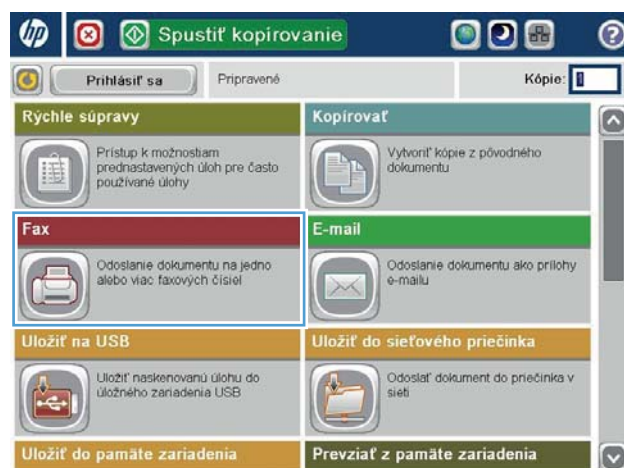 hp
Spustiť kopírovanie
?
Prihlásiť sa
Pripravené
Kópie: 1
Rýchle súpravy
Kopírovať
Prístup k možnostiam
prednastavených úloh pre často
používané úlohy
Vytvoriť kópie z pôvodného
dokumentu
Fax
E-mail
Odoslanie dokumentu na jedno
alebo viac faxových čísiel
Odoslanie dokumentu ako prílohy
e-mailu
Uložiť na USB
Uložiť do sieťového priečinka
Uložiť naskenovanú úlohu do
úložného zariadenia USB
Odoslať dokument do priečinka v
sieti
Uložiť do pamäte zariadenia
Prevziať z pamäte zariadenia